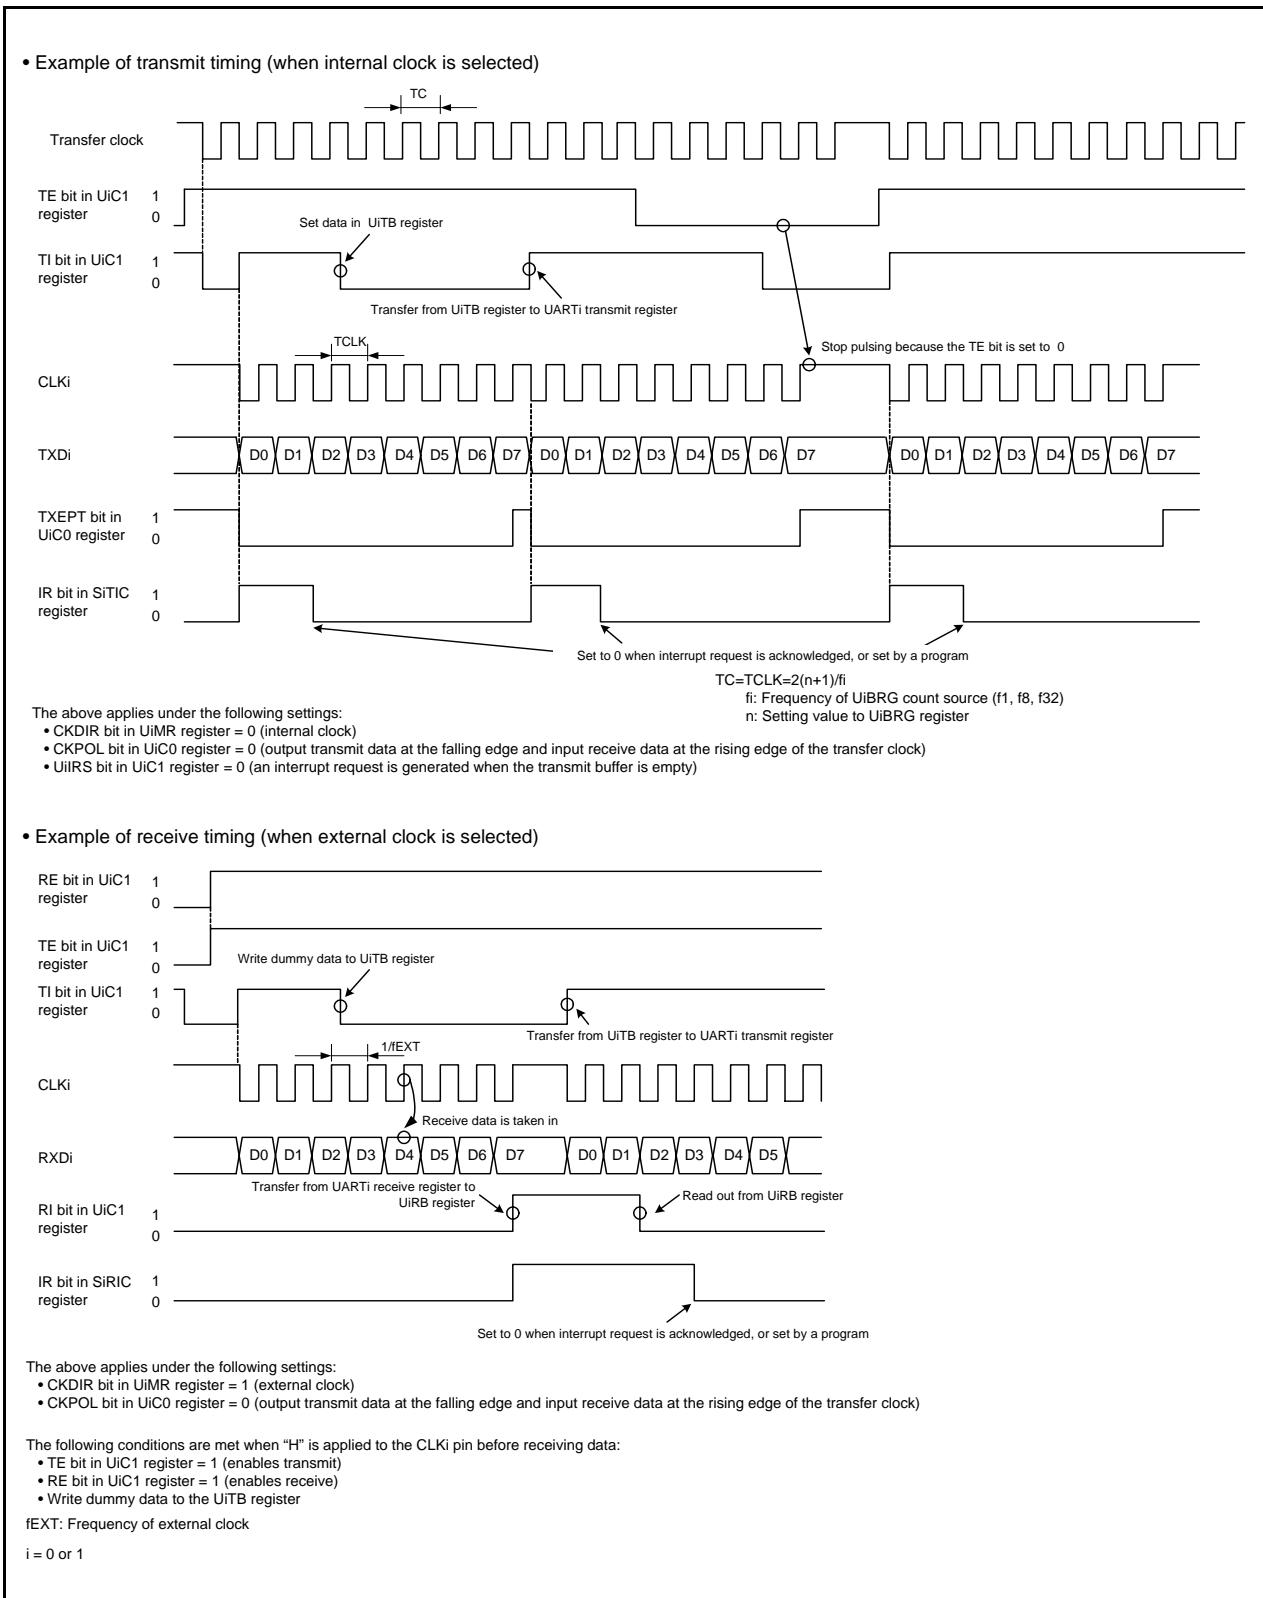 • Example of transmit timing (when internal clock is selected)
TC
Transfer clock
TE bit in UiC1
register
1
0
Set data in UiTB register
TI bit in UiC1
register
1
0
Transfer from UiTB register to UARTi transmit register
TCLK
Stop pulsing because the TE bit is set to 0
CLKi
TXDi
D0 D1 D2 D3 D4 D5 D6 D7 D0 D1 D2 D3 D4 D5 D6 D7 D0 D1 D2 D3 D4 D5 D6 D7
TXEPT bit in
UiC0 register
1
0
IR bit in SiTIC
register
1
0
Set to 0 when interrupt request is acknowledged, or set by a program
TC=TCLK=2(n+1)/fi
fi: Frequency of UiBRG count source (f1, f8, f32)
n: Setting value to UiBRG register
The above applies under the following settings:
• CKDIR bit in UiMR register = 0 (internal clock)
• CKPOL bit in UiC0 register = 0 (output transmit data at the falling edge and input receive data at the rising edge of the transfer clock)
• UiIRS bit in UiC1 register = 0 (an interrupt request is generated when the transmit buffer is empty)
• Example of receive timing (when external clock is selected)
RE bit in UiC1
register
1
0
TE bit in UiC1
register
1
0
Write dummy data to UiTB register
TI bit in UiC1
register
1
0
Transfer from UiTB register to UARTi transmit register
1/fEXT
CLKi
Receive data is taken in
RXDi
D0 D1 D2 D3 D4 D5 D6 D7 D0 D1 D2 D3 D4 D5
Transfer from UARTi receive register to
UiRB register
Read out from UiRB register
RI bit in UiC1
register
1
0
IR bit in SiRIC
register
1
0
Set to 0 when interrupt request is acknowledged, or set by a program
The above applies under the following settings:
• CKDIR bit in UiMR register = 1 (external clock)
• CKPOL bit in UiC0 register = 0 (output transmit data at the falling edge and input receive data at the rising edge of the transfer clock)
The following conditions are met when “H” is applied to the CLKi pin before receiving data:
• TE bit in UiC1 register = 1 (enables transmit)
• RE bit in UiC1 register = 1 (enables receive)
• Write dummy data to the UiTB register
fEXT: Frequency of external clock
i = 0 or 1